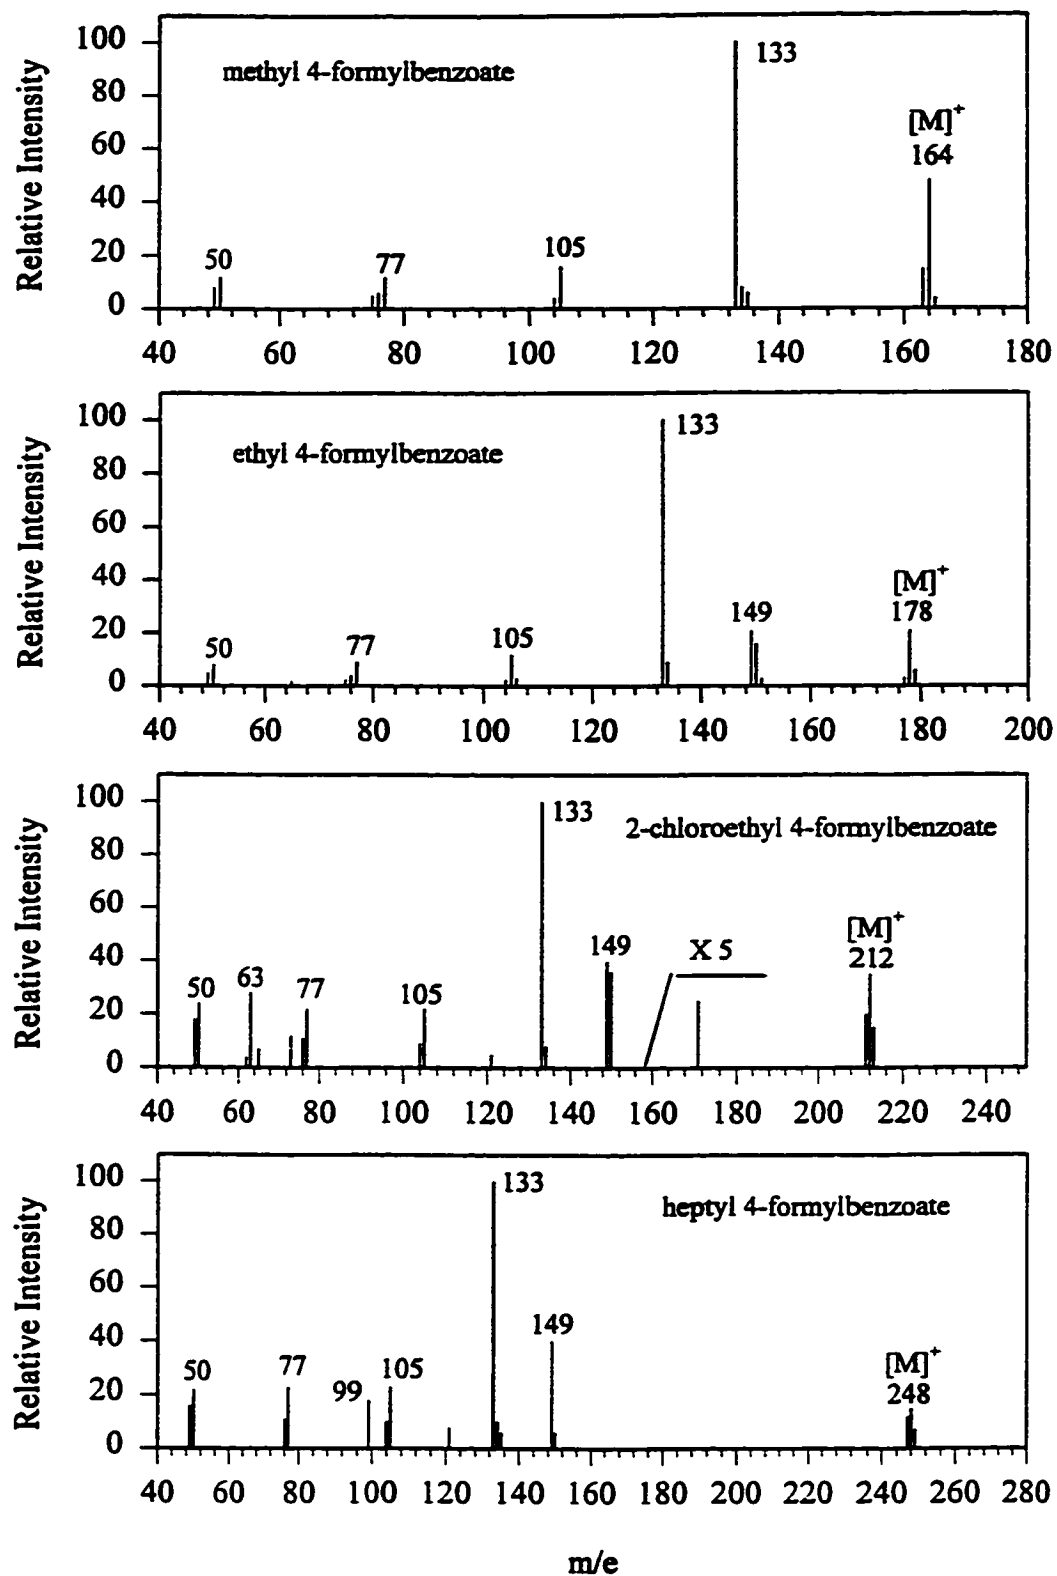 Relative Intensity
100
80
60
40
20
0
methyl 4-formylbenzoate
133
[M]+
164
50
77
105
40 60 80 100 120 140 160 180
Relative Intensity
100
80
60
40
20
0
ethyl 4-formylbenzoate
133
[M]+
178
149
50
77
105
40 60 80 100 120 140 160 180 200
Relative Intensity
100
80
60
40
20
0
133
2-chloroethyl 4-formylbenzoate
[M]+
212
149
X 5
50
63
77
105
40 60 80 100 120 140 160 180 200 220 240
Relative Intensity
100
80
60
40
20
0
133
heptyl 4-formylbenzoate
149
[M]+
248
50
77
99
105
40 60 80 100 120 140 160 180 200 220 240 260 280
m/e